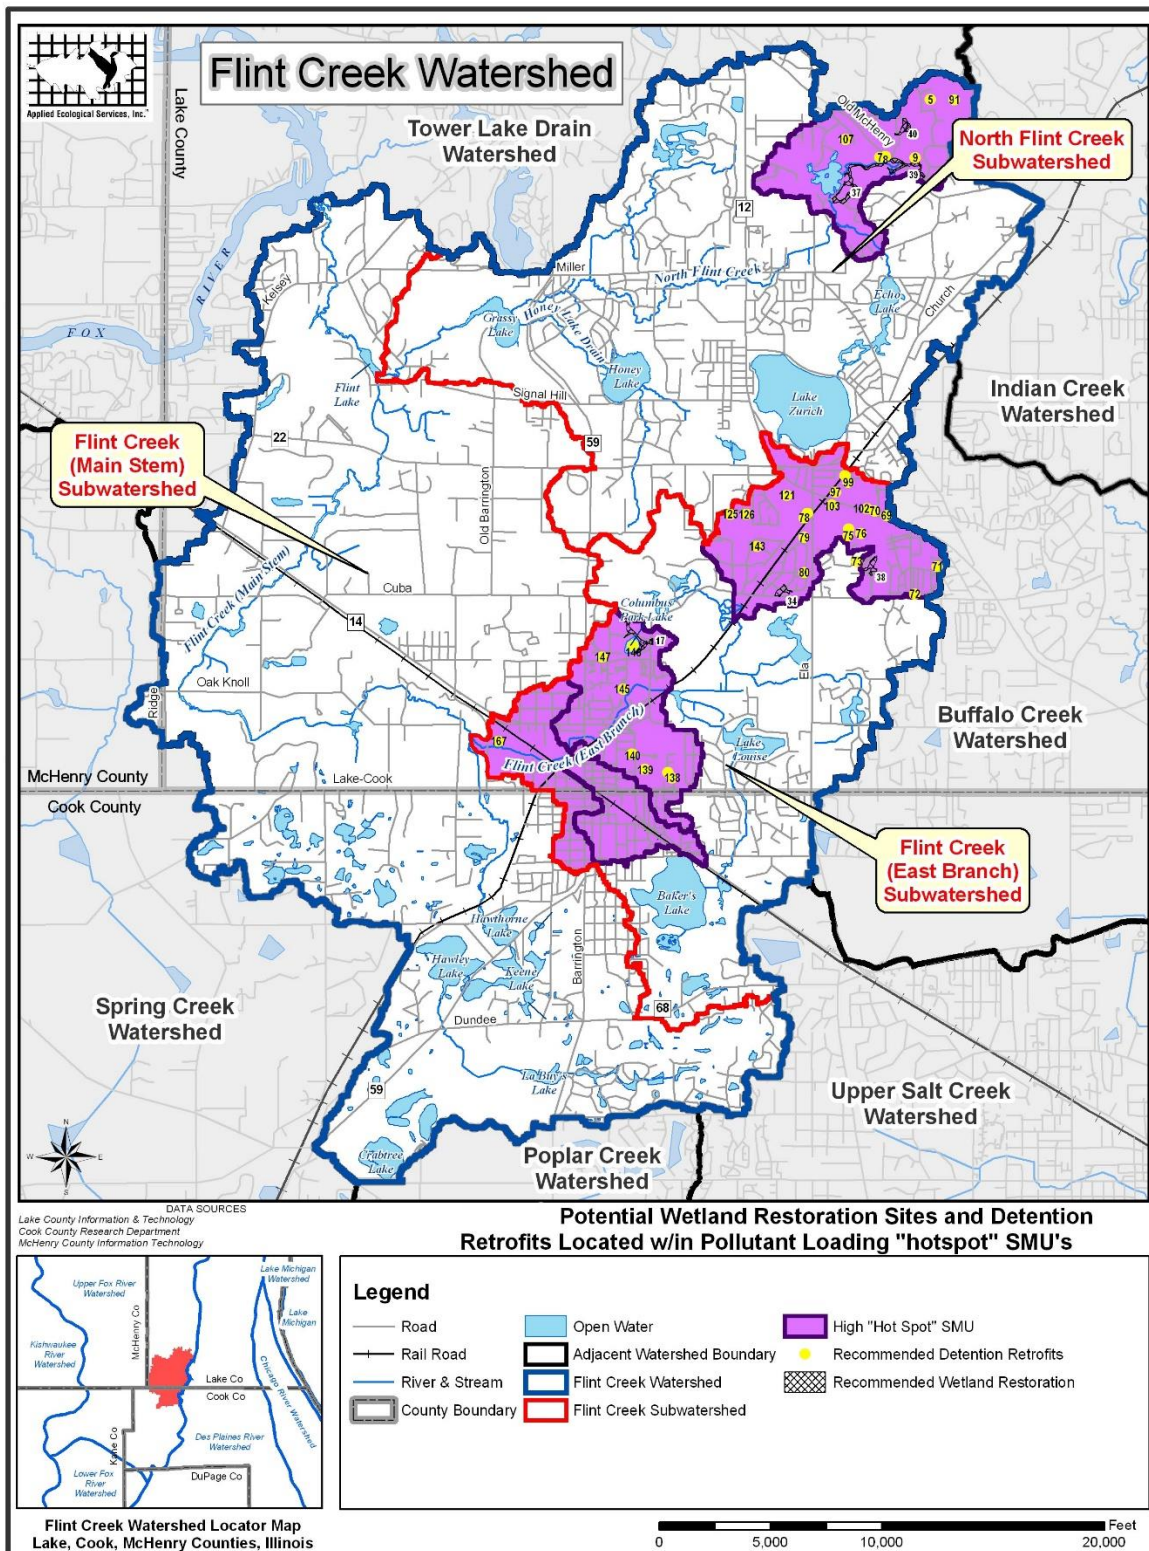 Applied Ecological Services, Inc.™
Flint Creek Watershed
Lake County
Tower Lake Drain
Watershed
Old McHenry
5
91
40
107
78
9
39
37
North Flint Creek
Subwatershed
12
FOX
RIVER
Kelsey
Miller
North Flint Creek
Grassy
Lake
Honey Lake Drain
Echo
Lake
Church
Flint
Lake
Honey
Lake
Signal Hill
Lake
Zurich
Indian Creek
Watershed
Flint Creek
(Main Stem)
Subwatershed
22
59
Old Barrington
99
97
121
103
102
70
69
125
126
78
79
75
76
143
73
38
71
80
34
72
Flint Creek (Main Stem)
Cuba
14
Columbus
Park Lake
17
146
147
145
Oak Knoll
Ridge
Ela
Buffalo Creek
Watershed
167
Flint Creek (East Branch)
140
139
138
Lake
Louise
McHenry County
Lake-Cook
Cook County
Flint Creek
(East Branch)
Subwatershed
Baker's
Lake
Hawthorne
Lake
Hawley
Lake
Keene
Lake
Barrington
Spring Creek
Watershed
Dundee
68
La Buy's
Lake
59
Upper Salt Creek
Watershed
Crabtree
Lake
Poplar Creek
Watershed
N
W
E
S
DATA SOURCES
Lake County Information & Technology
Cook County Research Department
McHenry County Information Technology
Potential Wetland Restoration Sites and Detention
Retrofits Located w/in Pollutant Loading "hotspot" SMU's
Upper Fox River
Watershed
McHenry Co
Lake Michigan
Watershed
Lake
Michigan
Kishwaukee
River
Watershed
Chicago River Watershed
Lake Co
Cook Co
Kane Co
Des Plaines River
Watershed
Lower Fox
River
Watershed
DuPage Co
Flint Creek Watershed Locator Map
Lake, Cook, McHenry Counties, Illinois
Legend
Road
Rail Road
River & Stream
County Boundary
Open Water
Adjacent Watershed Boundary
Flint Creek Watershed
Flint Creek Subwatershed
High "Hot Spot" SMU
Recommended Detention Retrofits
Recommended Wetland Restoration
Feet
0
5,000
10,000
20,000